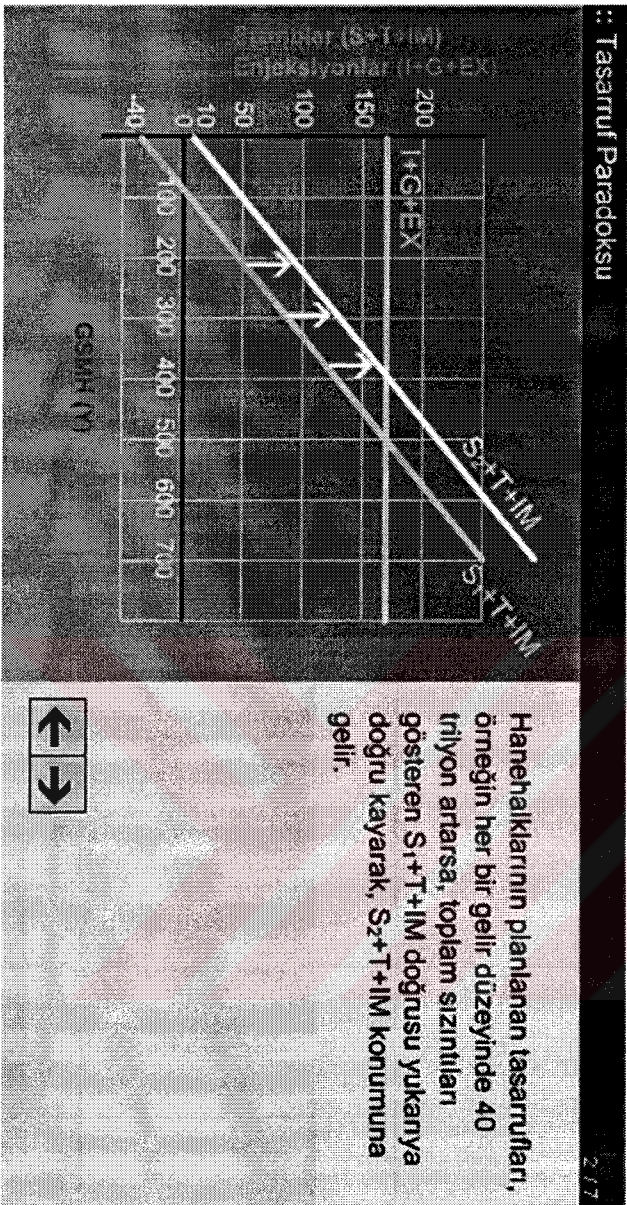 :: Tasarruf Paradoksu
2 / 7
Sızıntılar (S+T+IM)
Enjeksiyonlar (I+G+EX)
200
150
100
50
10
0
-40
100
200
300
400
500
600
700
GSMH (Y)
I+G+EX
S₂+T+IM
S₁+T+IM
Hanehalklarının planlanan tasarrufları,
örneğin her bir gelir düzeyinde 40
trilyon artarsa, toplam sızıntıları
gösteren S₁+T+IM doğrusu yukarıya
doğru kayarak, S₂+T+IM konumuna
gelir.